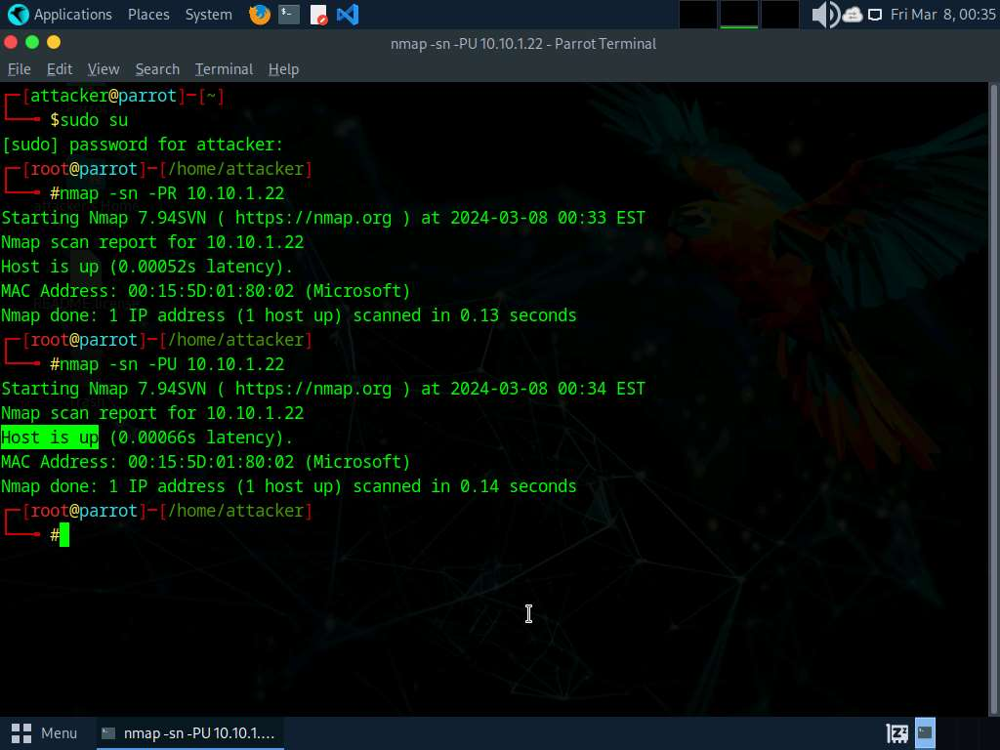 Applications Places System Fri Mar 8, 00:35
nmap -sn -PU 10.10.1.22 - Parrot Terminal
File Edit View Search Terminal Help
┌─[attacker@parrot]─[~]
└──╼ $sudo su
[sudo] password for attacker:
┌─[root@parrot]─[/home/attacker]
└──╼ #nmap -sn -PR 10.10.1.22
Starting Nmap 7.94SVN ( https://nmap.org ) at 2024-03-08 00:33 EST
Nmap scan report for 10.10.1.22
Host is up (0.00052s latency).
MAC Address: 00:15:5D:01:80:02 (Microsoft)
Nmap done: 1 IP address (1 host up) scanned in 0.13 seconds
┌─[root@parrot]─[/home/attacker]
└──╼ #nmap -sn -PU 10.10.1.22
Starting Nmap 7.94SVN ( https://nmap.org ) at 2024-03-08 00:34 EST
Nmap scan report for 10.10.1.22
Host is up (0.00066s latency).
MAC Address: 00:15:5D:01:80:02 (Microsoft)
Nmap done: 1 IP address (1 host up) scanned in 0.14 seconds
┌─[root@parrot]─[/home/attacker]
└──╼ #
Menu nmap -sn -PU 10.10.1....